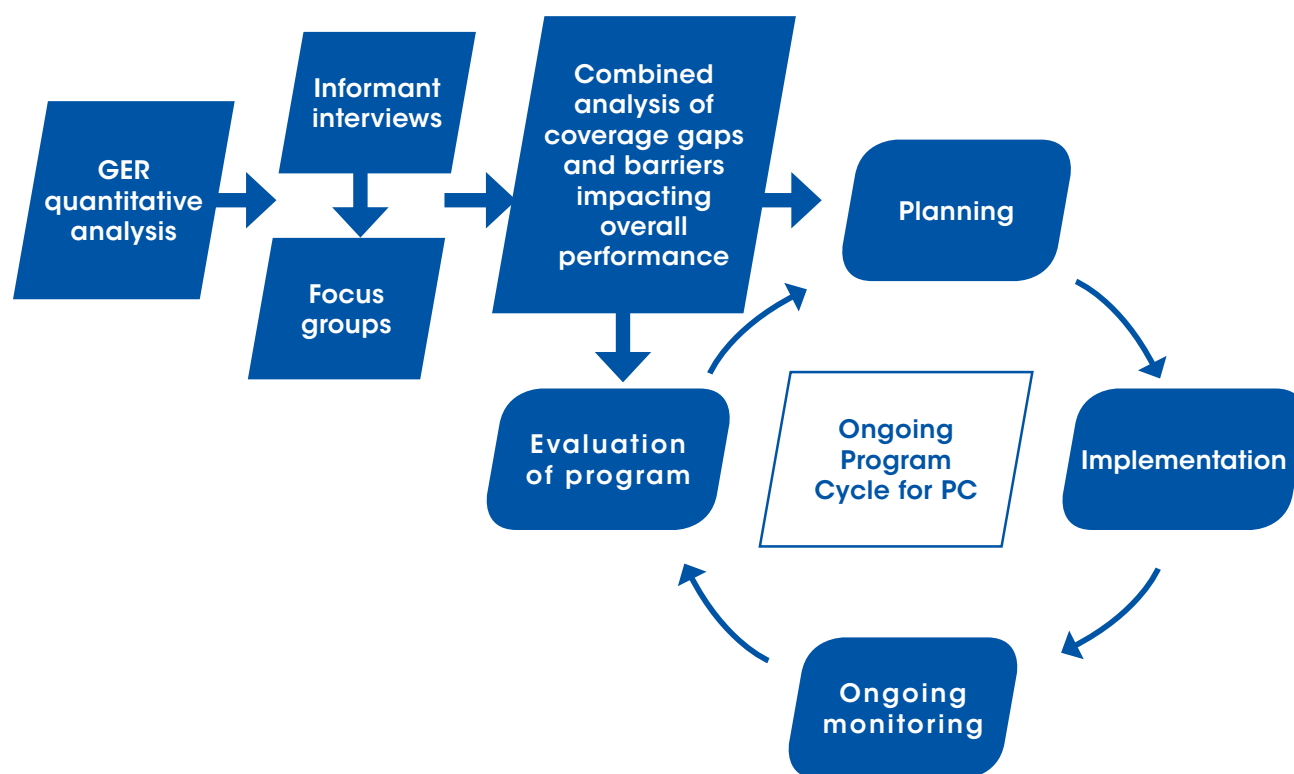 GER
quantitative
analysis
Informant
interviews
Focus
groups
Combined
analysis of
coverage gaps
and barriers
impacting
overall
performance
Planning
Implementation
Ongoing
monitoring
Evaluation
of program
Ongoing
Program
Cycle for PC